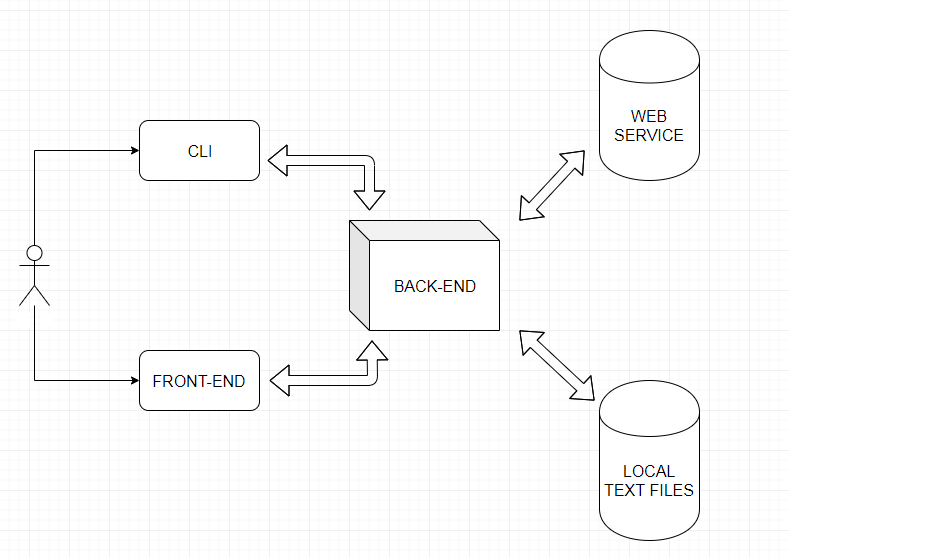 WEB
SERVICE
CLI
BACK-END
FRONT-END
LOCAL
TEXT FILES